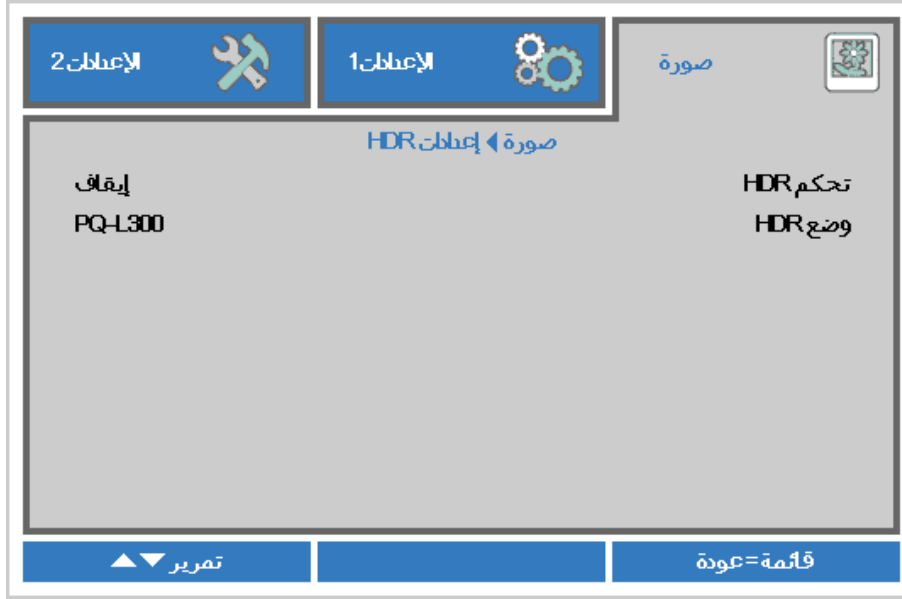 صورة
الإعدادات1
الإعدادات2
صورة ▶ إعدادات HDR
تحكم HDR
إيقاف
وضع HDR
PQ-L300
قائمة=عودة
تمرير ▼▲